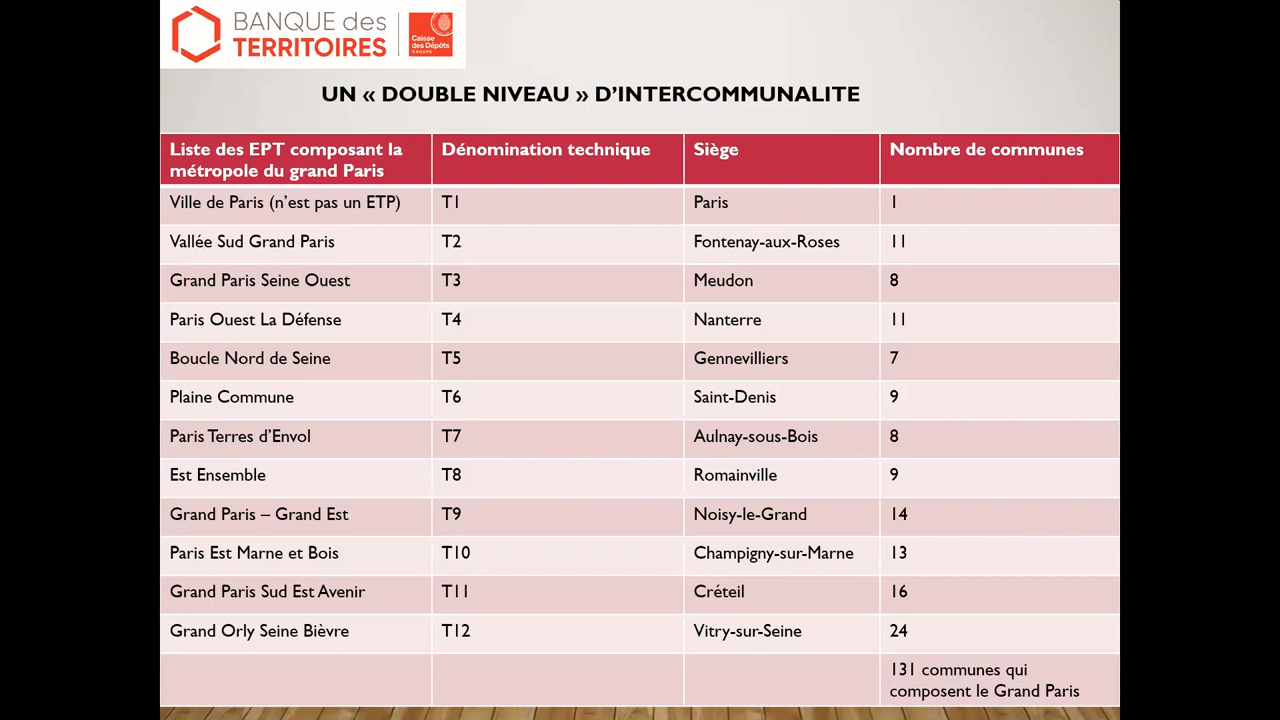 BANQUE des
TERRITOIRES
Caisse
des Dépôts
GROUPE
UN « DOUBLE NIVEAU » D’INTERCOMMUNALITE
Liste des EPT composant la
métropole du grand Paris
Dénomination technique
Siège
Nombre de communes
Ville de Paris (n’est pas un ETP) T1 Paris 1
Vallée Sud Grand Paris T2 Fontenay-aux-Roses 11
Grand Paris Seine Ouest T3 Meudon 8
Paris Ouest La Défense T4 Nanterre 11
Boucle Nord de Seine T5 Gennevilliers 7
Plaine Commune T6 Saint-Denis 9
Paris Terres d’Envol T7 Aulnay-sous-Bois 8
Est Ensemble T8 Romainville 9
Grand Paris – Grand Est T9 Noisy-le-Grand 14
Paris Est Marne et Bois T10 Champigny-sur-Marne 13
Grand Paris Sud Est Avenir T11 Créteil 16
Grand Orly Seine Bièvre T12 Vitry-sur-Seine 24
131 communes qui
composent le Grand Paris